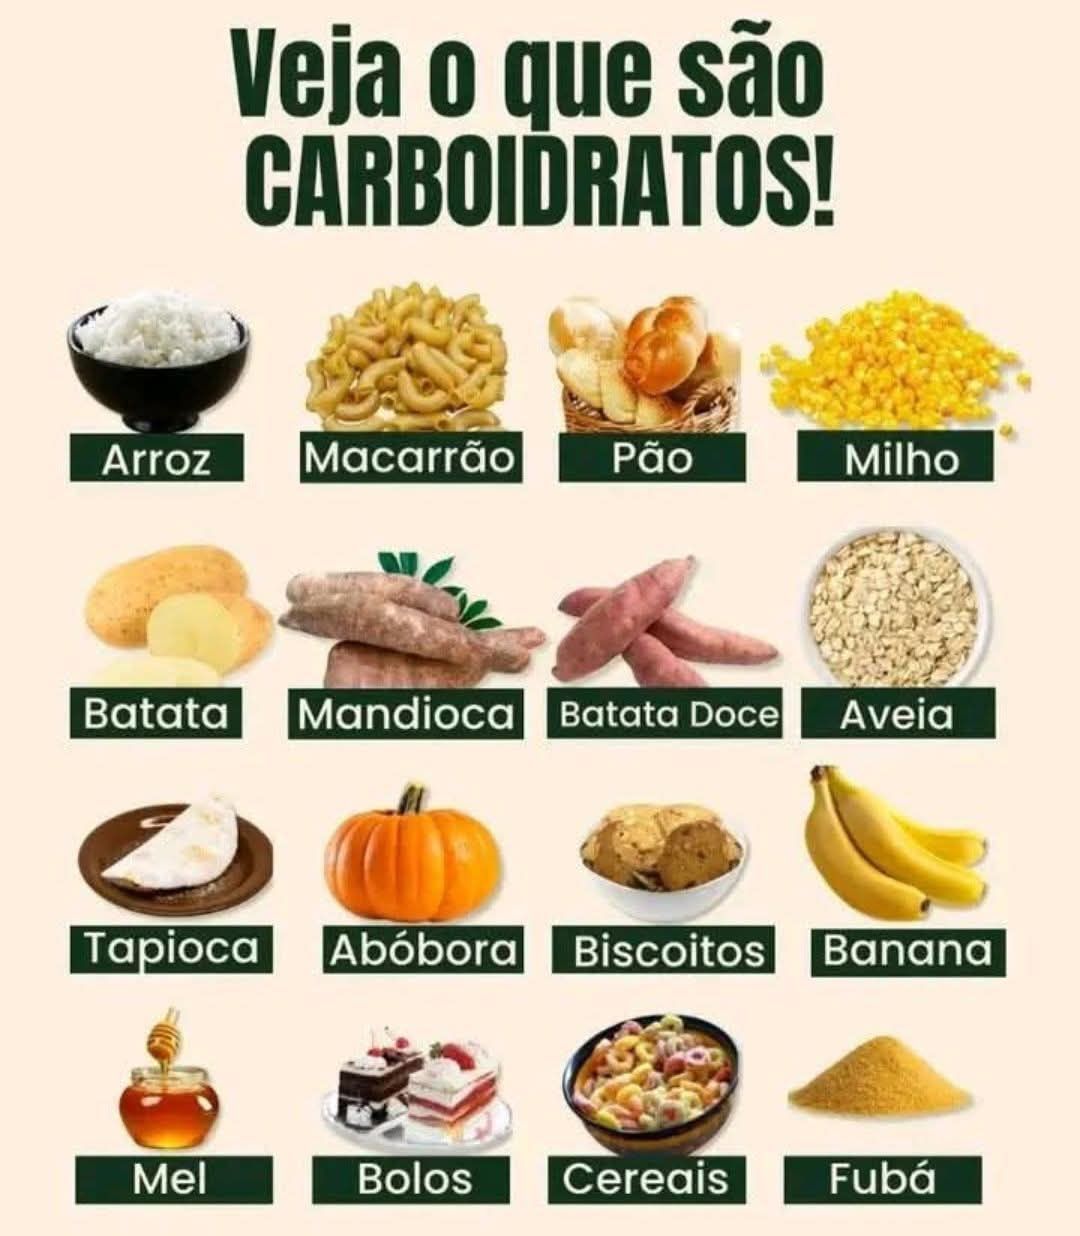 Veja o que são
CARBOIDRATOS!
Arroz
Macarrão
Pão
Milho
Batata
Mandioca
Batata Doce
Aveia
Tapioca
Abóbora
Biscoitos
Banana
Mel
Bolos
Cereais
Fubá